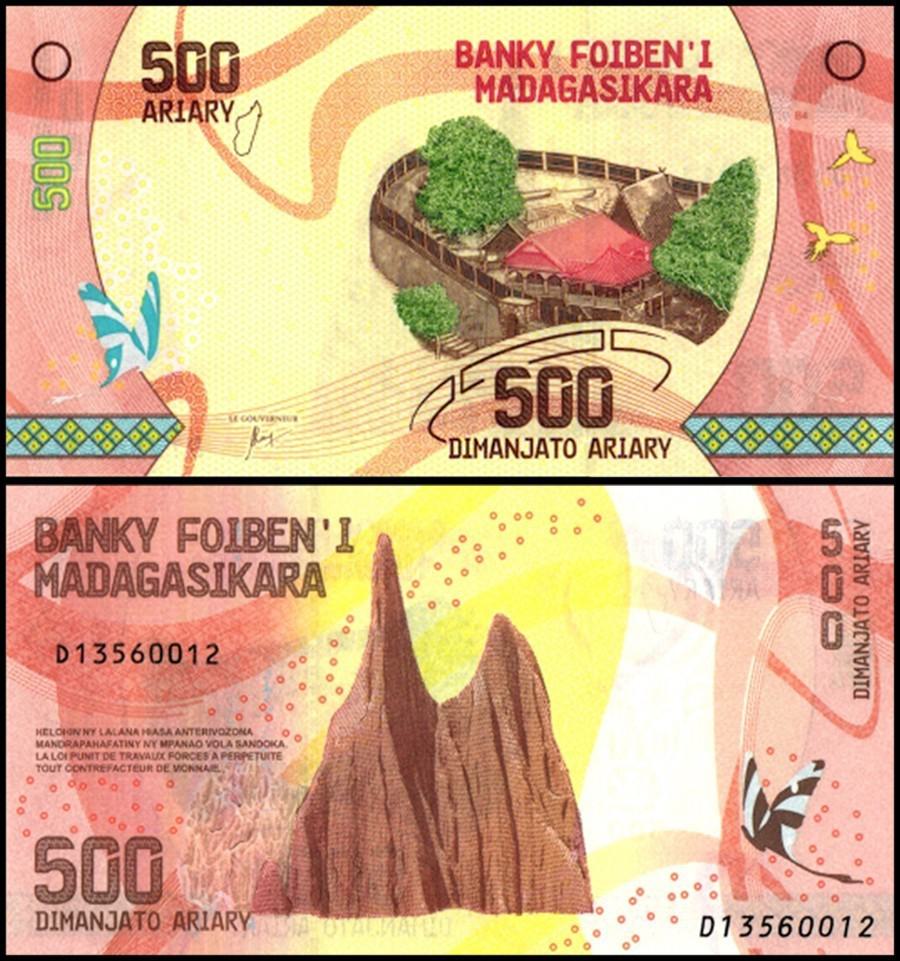 500
ARIARY
BANKY FOIBEN'I
MADAGASIKARA
500
LE GOUVERNEUR
500
DIMANJATO ARIARY
BANKY FOIBEN'I
MADAGASIKARA
D13560012
HELOHIN'NY LALANA HIASA ANTERIVOZONA
MANDRAPAHAFATINY NY MPANAO VOLA SANDOKA.
LA LOI PUNIT DE TRAVAUX FORCES A PERPETUITE
TOUT CONTREFACTEUR DE MONNAIE.
500
DIMANJATO ARIARY
500
DIMANJATO ARIARY
D13560012